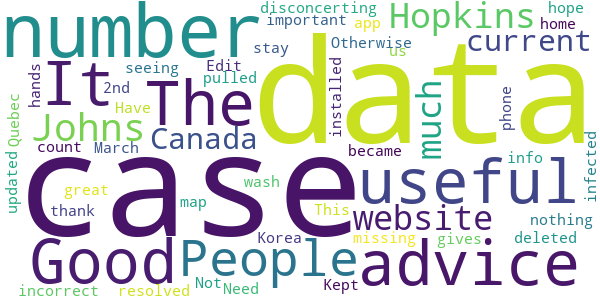 number
data
disconcerting
hope
important
app
Hopkins
home
stay
Otherwise
us
current
It
seeing
Edit
pulled
hands
2nd
The
Have
installed
much
phone
Quebec
Johns
Canada
count
March
became
case
useful
infected
updated
wash
info
great
thank
map
This
website
gives
nothing
Good
People
Korea
missing
deleted
advice
incorrect
resolved
Not
Need
Kept